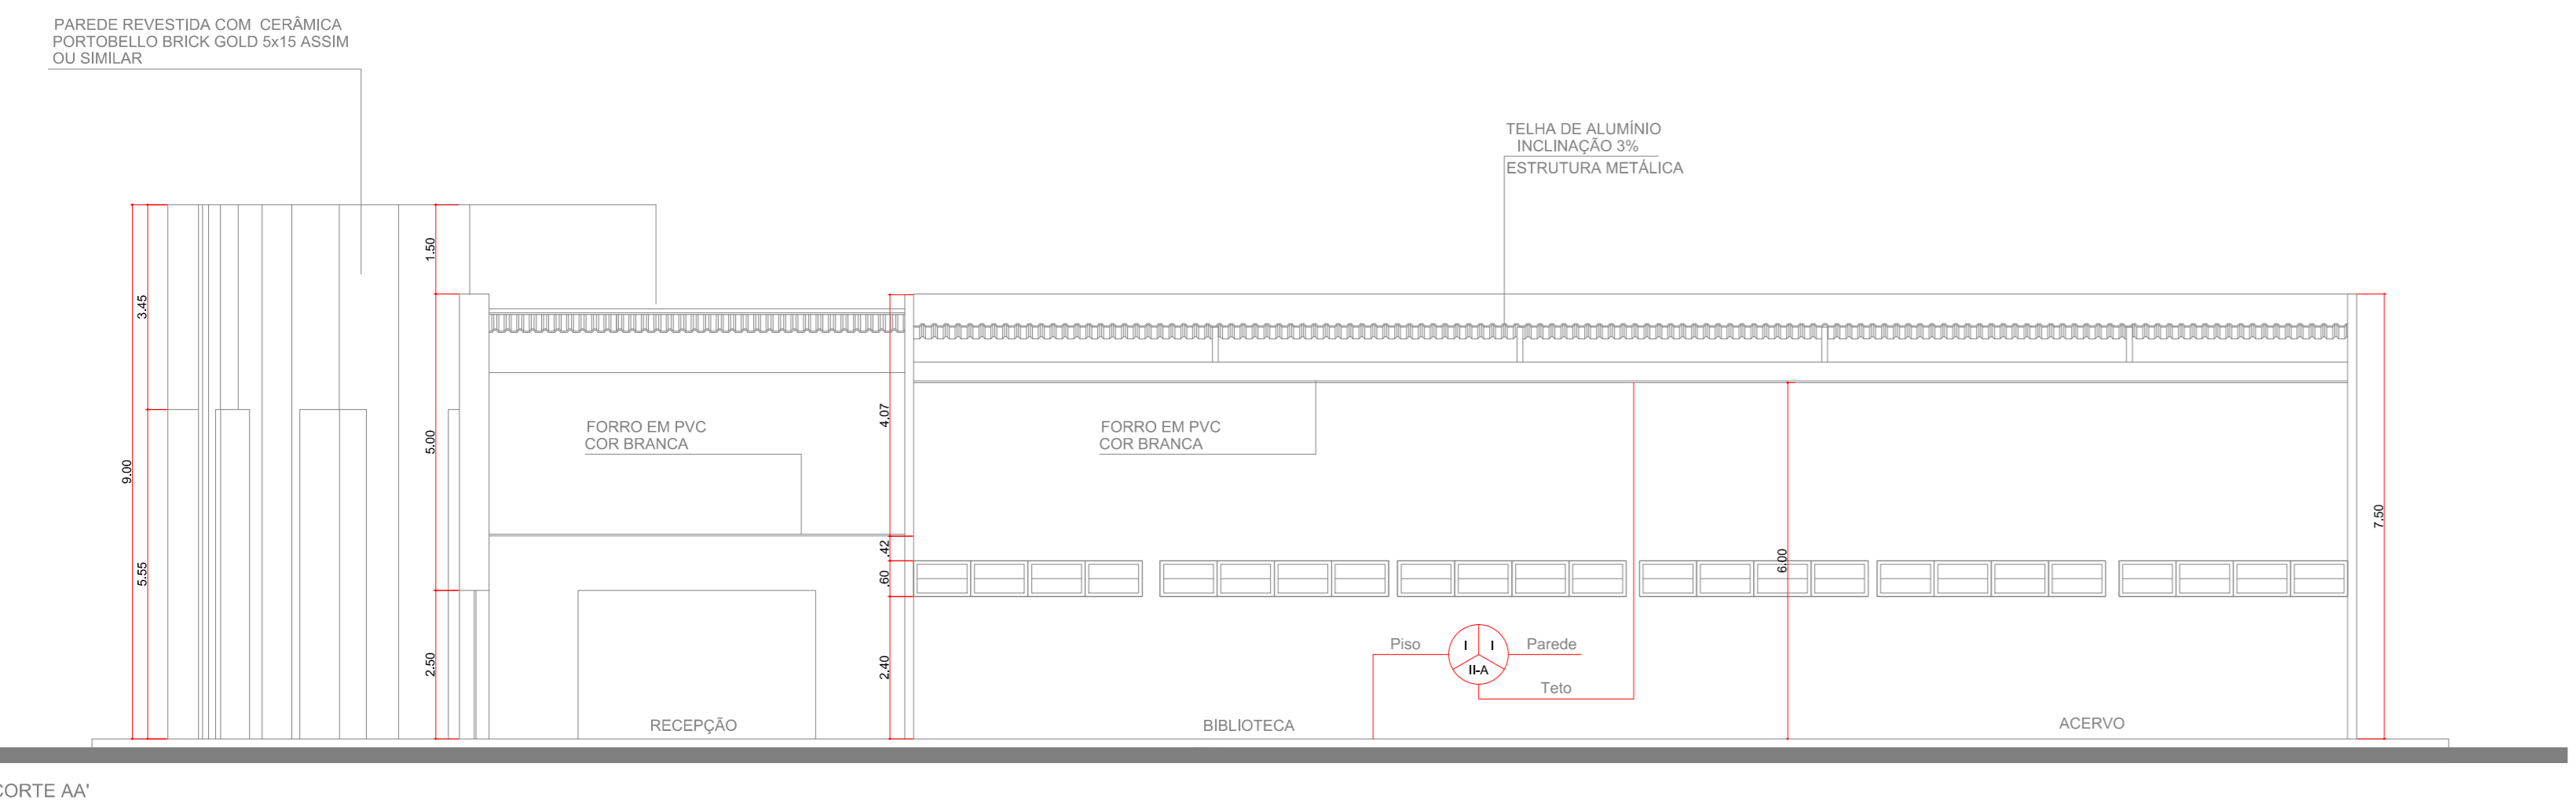 PAREDE REVESTIDA COM  CERÂMICA
PORTOBELLO BRICK GOLD 5x15 ASSIM
OU SIMILAR
TELHA DE ALUMÍNIO
INCLINAÇÃO 3%
ESTRUTURA METÁLICA
1.50
3.45
4.07
5.00
9.00
FORRO EM PVC
COR BRANCA
FORRO EM PVC
COR BRANCA
7.50
.42
6.00
5.55
.60
2.50
2.40
Piso
I
I
Parede
II-A
Teto
RECEPÇÃO
BIBLIOTECA
ACERVO
CORTE AA'